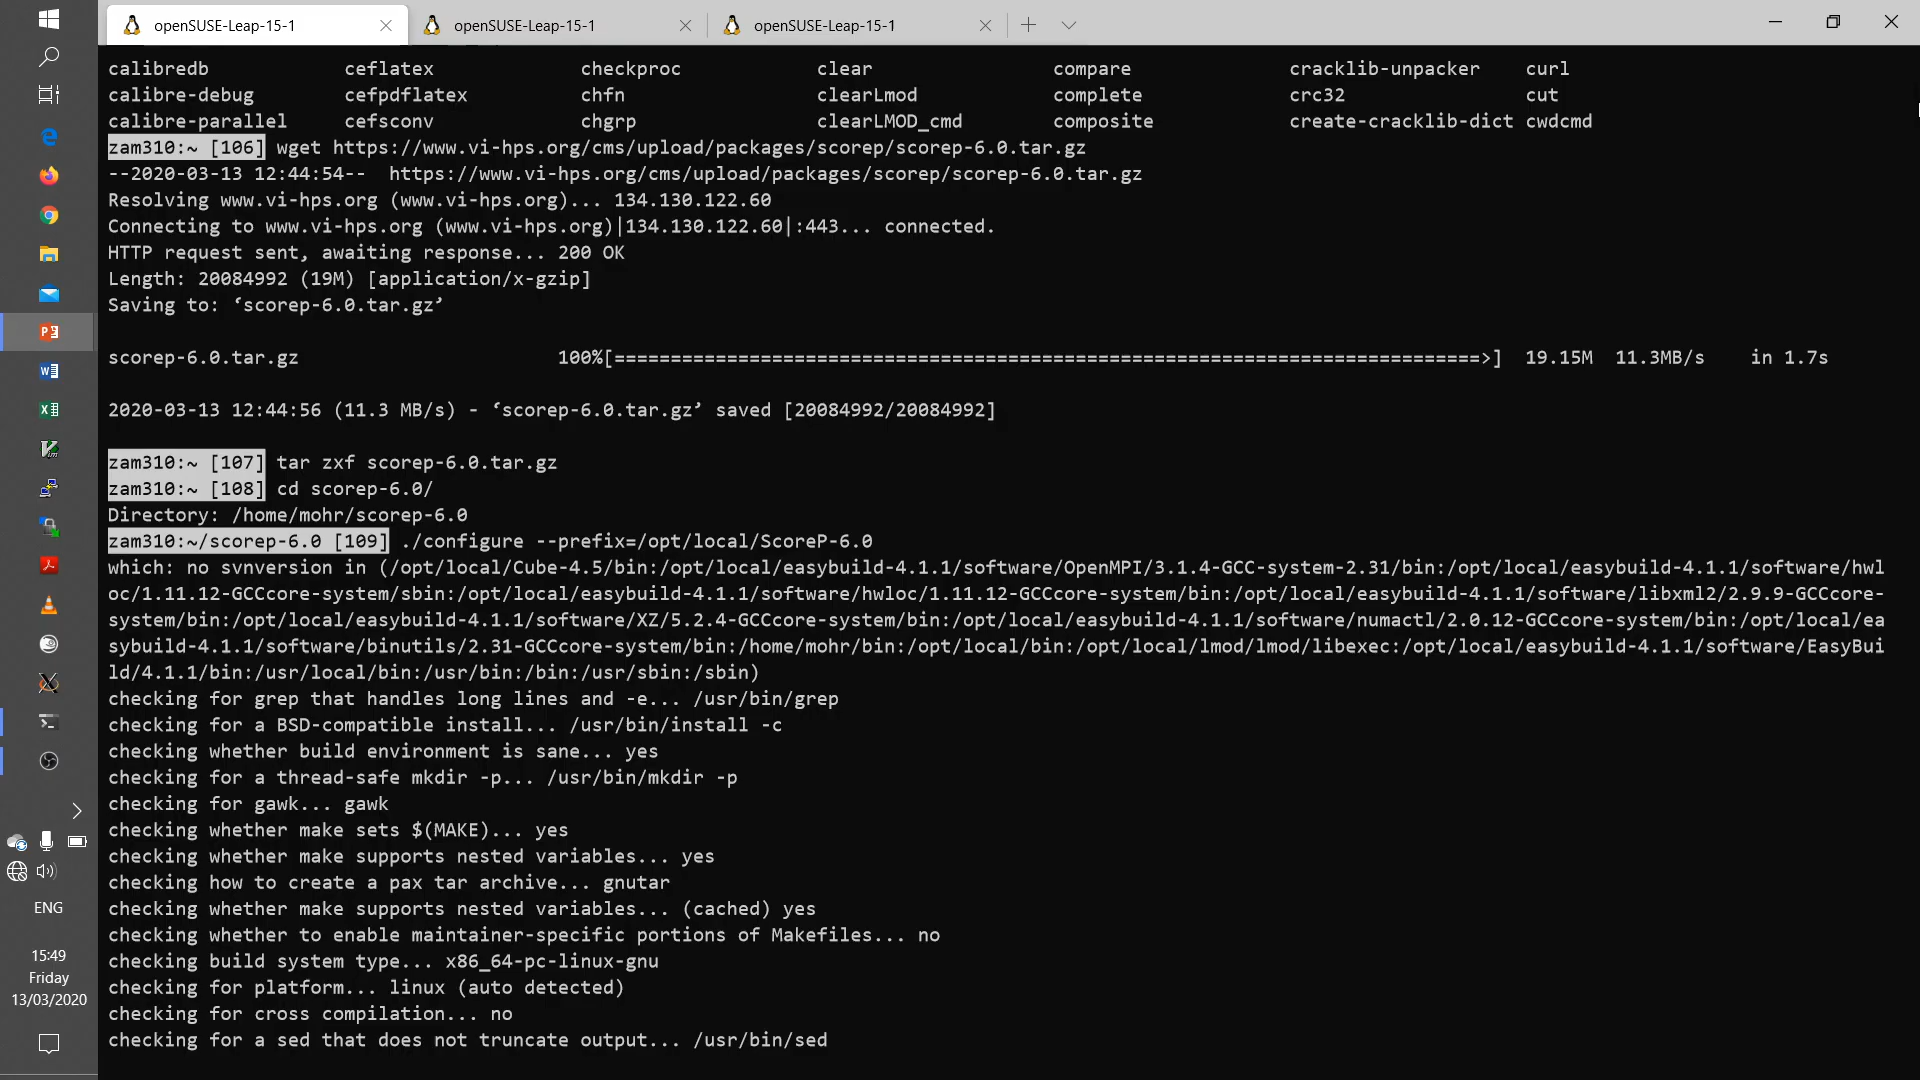 openSUSE-Leap-15-1 openSUSE-Leap-15-1 openSUSE-Leap-15-1
calibredb ceflatex checkproc clear compare cracklib-unpacker curl
calibre-debug cefpdflatex chfn clearLmod complete crc32 cut
calibre-parallel cefsconv chgrp clearLMOD_cmd composite create-cracklib-dict cwdcmd
zam310:~ [106] wget https://www.vi-hps.org/cms/upload/packages/scorep/scorep-6.0.tar.gz
--2020-03-13 12:44:54-- https://www.vi-hps.org/cms/upload/packages/scorep/scorep-6.0.tar.gz
Resolving www.vi-hps.org (www.vi-hps.org)... 134.130.122.60
Connecting to www.vi-hps.org (www.vi-hps.org)|134.130.122.60|:443... connected.
HTTP request sent, awaiting response... 200 OK
Length: 20084992 (19M) [application/x-gzip]
Saving to: ‘scorep-6.0.tar.gz’
scorep-6.0.tar.gz 100%[=============================================================================>] 19.15M 11.3MB/s in 1.7s
2020-03-13 12:44:56 (11.3 MB/s) - ‘scorep-6.0.tar.gz’ saved [20084992/20084992]
zam310:~ [107] tar zxf scorep-6.0.tar.gz
zam310:~ [108] cd scorep-6.0/
Directory: /home/mohr/scorep-6.0
zam310:~/scorep-6.0 [109] ./configure --prefix=/opt/local/ScoreP-6.0
which: no svnversion in (/opt/local/Cube-4.5/bin:/opt/local/easybuild-4.1.1/software/OpenMPI/3.1.4-GCC-system-2.31/bin:/opt/local/easybuild-4.1.1/software/hwl
oc/1.11.12-GCCcore-system/sbin:/opt/local/easybuild-4.1.1/software/hwloc/1.11.12-GCCcore-system/bin:/opt/local/easybuild-4.1.1/software/libxml2/2.9.9-GCCcore-
system/bin:/opt/local/easybuild-4.1.1/software/XZ/5.2.4-GCCcore-system/bin:/opt/local/easybuild-4.1.1/software/numactl/2.0.12-GCCcore-system/bin:/opt/local/ea
sybuild-4.1.1/software/binutils/2.31-GCCcore-system/bin:/home/mohr/bin:/opt/local/bin:/opt/local/lmod/lmod/libexec:/opt/local/easybuild-4.1.1/software/EasyBui
ld/4.1.1/bin:/usr/local/bin:/usr/bin:/bin:/usr/sbin:/sbin)
checking for grep that handles long lines and -e... /usr/bin/grep
checking for a BSD-compatible install... /usr/bin/install -c
checking whether build environment is sane... yes
checking for a thread-safe mkdir -p... /usr/bin/mkdir -p
checking for gawk... gawk
checking whether make sets $(MAKE)... yes
checking whether make supports nested variables... yes
checking how to create a pax tar archive... gnutar
checking whether make supports nested variables... (cached) yes
checking whether to enable maintainer-specific portions of Makefiles... no
checking build system type... x86_64-pc-linux-gnu
checking for platform... linux (auto detected)
checking for cross compilation... no
checking for a sed that does not truncate output... /usr/bin/sed
ENG
15:49
Friday
13/03/2020